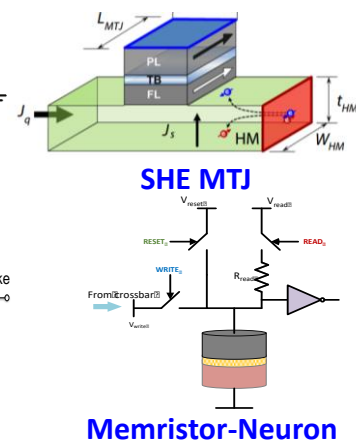 L_MTJ
PL
TB
FL
J_q
J_s
HM
t_HM
W_HM
SHE MTJ
V_reset
V_read
RESET
READ
WRITE
R_read
From crossbar
V_write
ke
Memristor-Neuron